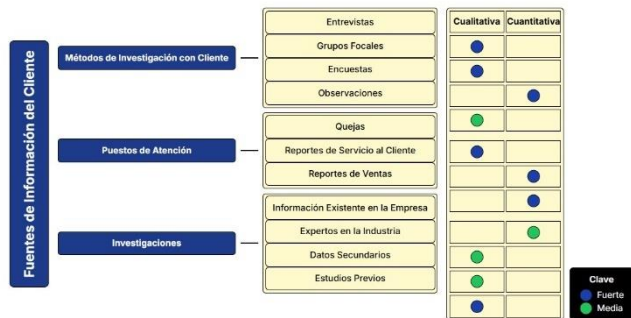 Fuentes de Información del Cliente
Métodos de Investigación con Cliente
Puestos de Atención
Investigaciones
Entrevistas
Grupos Focales
Encuestas
Observaciones
Quejas
Reportes de Servicio al Cliente
Reportes de Ventas
Información Existente en la Empresa
Expertos en la Industria
Datos Secundarios
Estudios Previos
Cualitativa
Cuantitativa
Clave
Fuerte
Media